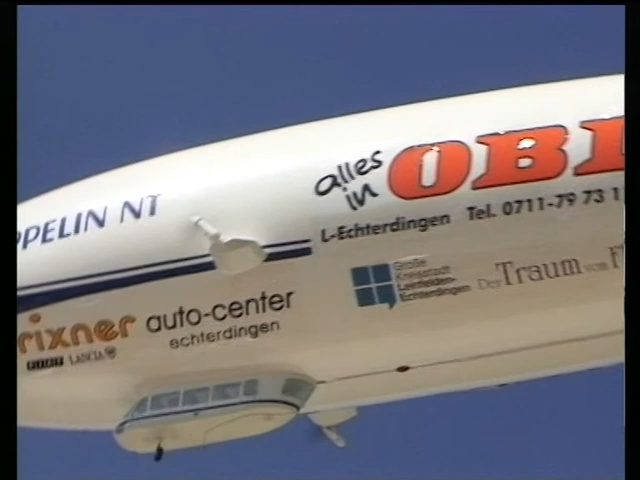 PPELIN NT
alles
in
OBI
L-Echterdingen Tel. 0711-79 73 1
Große
Kreisstadt
Leinfelden-
Echterdingen
Der Traum vom F
rixner auto-center
echterdingen
LANCIA